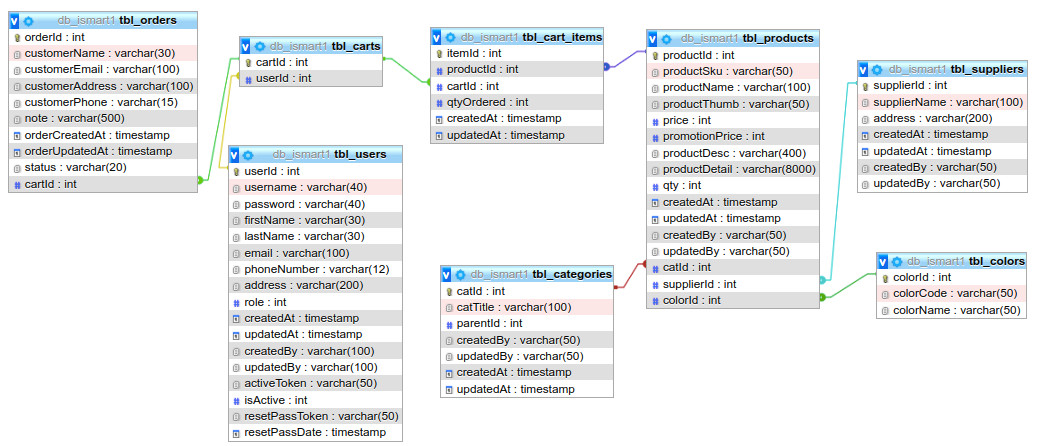 db_ismart1 tbl_orders
orderId : int
customerName : varchar(30)
customerEmail : varchar(100)
customerAddress : varchar(100)
customerPhone : varchar(15)
note : varchar(500)
orderCreatedAt : timestamp
orderUpdatedAt : timestamp
status : varchar(20)
cartId : int
db_ismart1 tbl_carts
cartId : int
userId : int
db_ismart1 tbl_users
userId : int
username : varchar(40)
password : varchar(40)
firstName : varchar(30)
lastName : varchar(30)
email : varchar(100)
phoneNumber : varchar(12)
address : varchar(200)
role : int
createdAt : timestamp
updatedAt : timestamp
createdBy : varchar(100)
updatedBy : varchar(100)
activeToken : varchar(50)
isActive : int
resetPassToken : varchar(50)
resetPassDate : timestamp
db_ismart1 tbl_cart_items
itemId : int
productId : int
cartId : int
qtyOrdered : int
createdAt : timestamp
updatedAt : timestamp
db_ismart1 tbl_categories
catId : int
catTitle : varchar(100)
parentId : int
createdBy : varchar(50)
updatedBy : varchar(50)
createdAt : timestamp
updatedAt : timestamp
db_ismart1 tbl_products
productId : int
productSku : varchar(50)
productName : varchar(100)
productThumb : varchar(50)
price : int
promotionPrice : int
productDesc : varchar(400)
productDetail : varchar(8000)
qty : int
createdAt : timestamp
updatedAt : timestamp
createdBy : varchar(50)
updatedBy : varchar(50)
catId : int
supplierId : int
colorId : int
db_ismart1 tbl_suppliers
supplierId : int
supplierName : varchar(100)
address : varchar(200)
createdAt : timestamp
updatedAt : timestamp
createdBy : varchar(50)
updatedBy : varchar(50)
db_ismart1 tbl_colors
colorId : int
colorCode : varchar(50)
colorName : varchar(50)